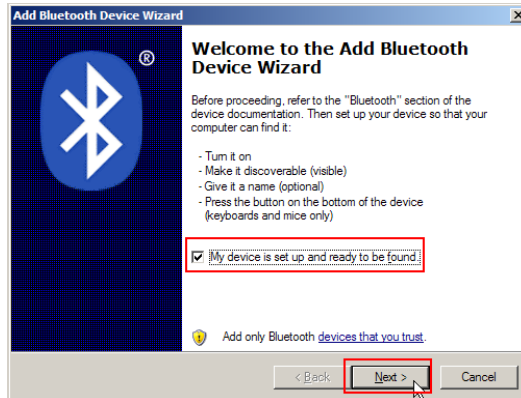 Add Bluetooth Device Wizard
®
Welcome to the Add Bluetooth
Device Wizard
Before proceeding, refer to the "Bluetooth" section of the
device documentation. Then set up your device so that your
computer can find it:
- Turn it on
- Make it discoverable (visible)
- Give it a name (optional)
- Press the button on the bottom of the device
(keyboards and mice only)
My device is set up and ready to be found.
Add only Bluetooth devices that you trust.
< Back Next > Cancel